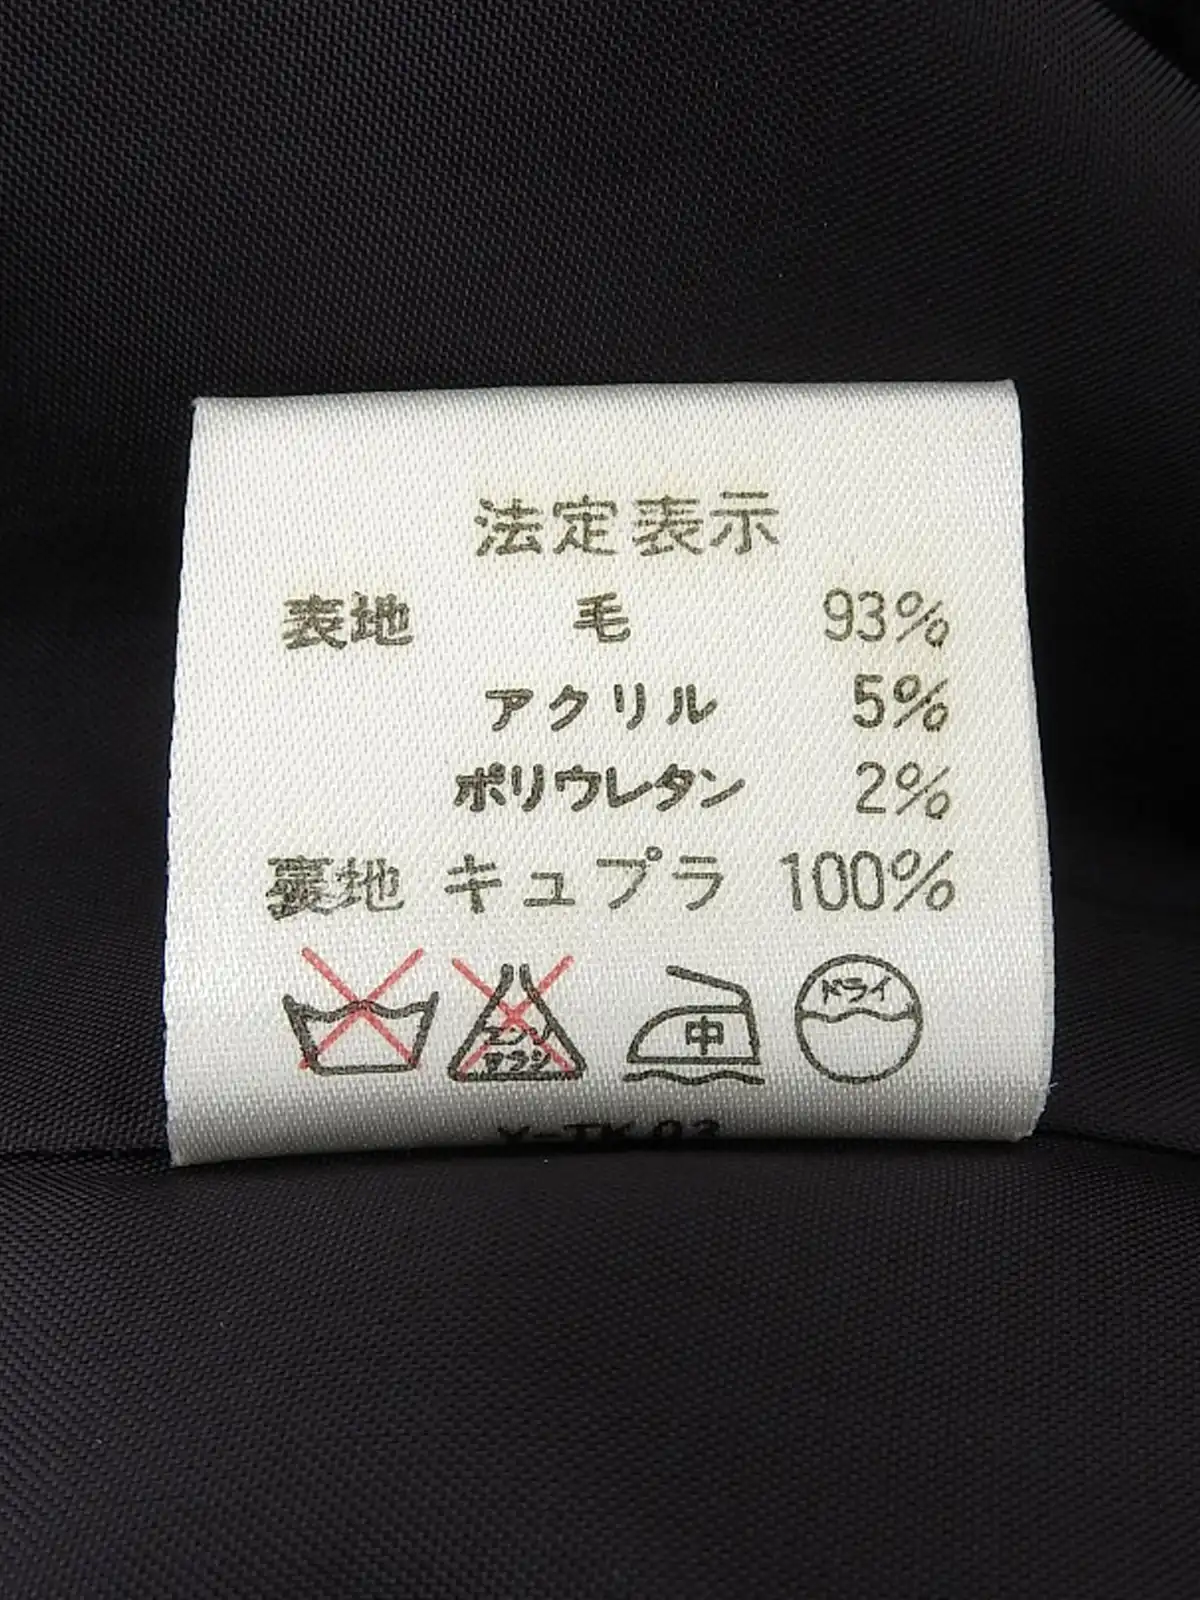 法定表示
表地 毛 93%
アクリル 5%
ポリウレタン 2%
裏地 キュプラ 100%
エンソ
サラシ
中
ドライ